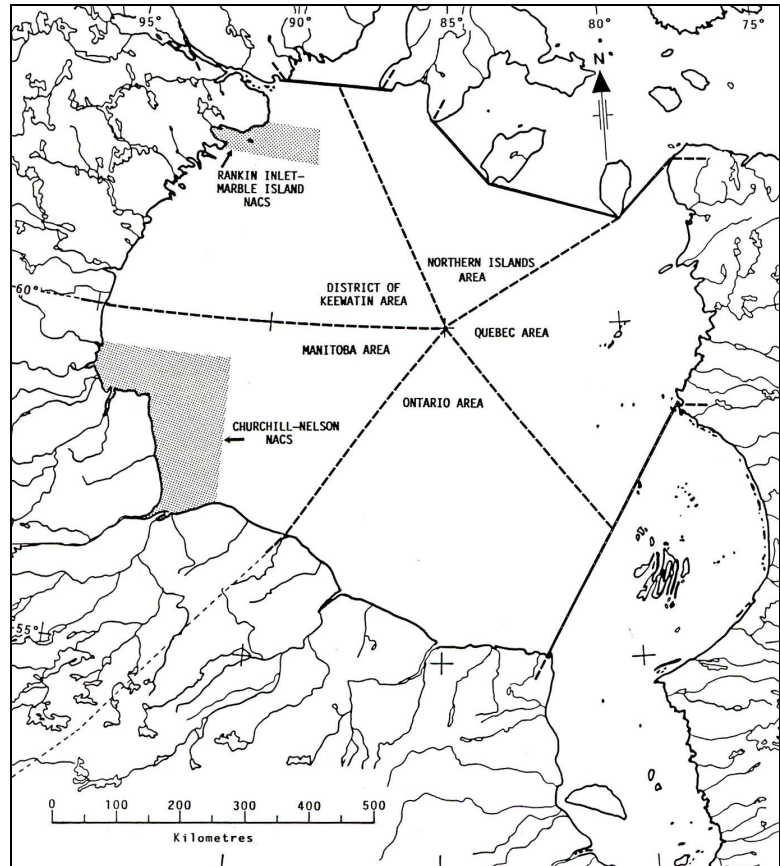 95°
90°
85°
80°
75°
N
RANKIN INLET–
MARBLE ISLAND
NACS
NORTHERN ISLANDS
AREA
60°
DISTRICT OF
KEEWATIN AREA
QUEBEC AREA
MANITOBA AREA
ONTARIO AREA
CHURCHILL–NELSON
NACS
55°
0 100 200 300 400 500
Kilometres